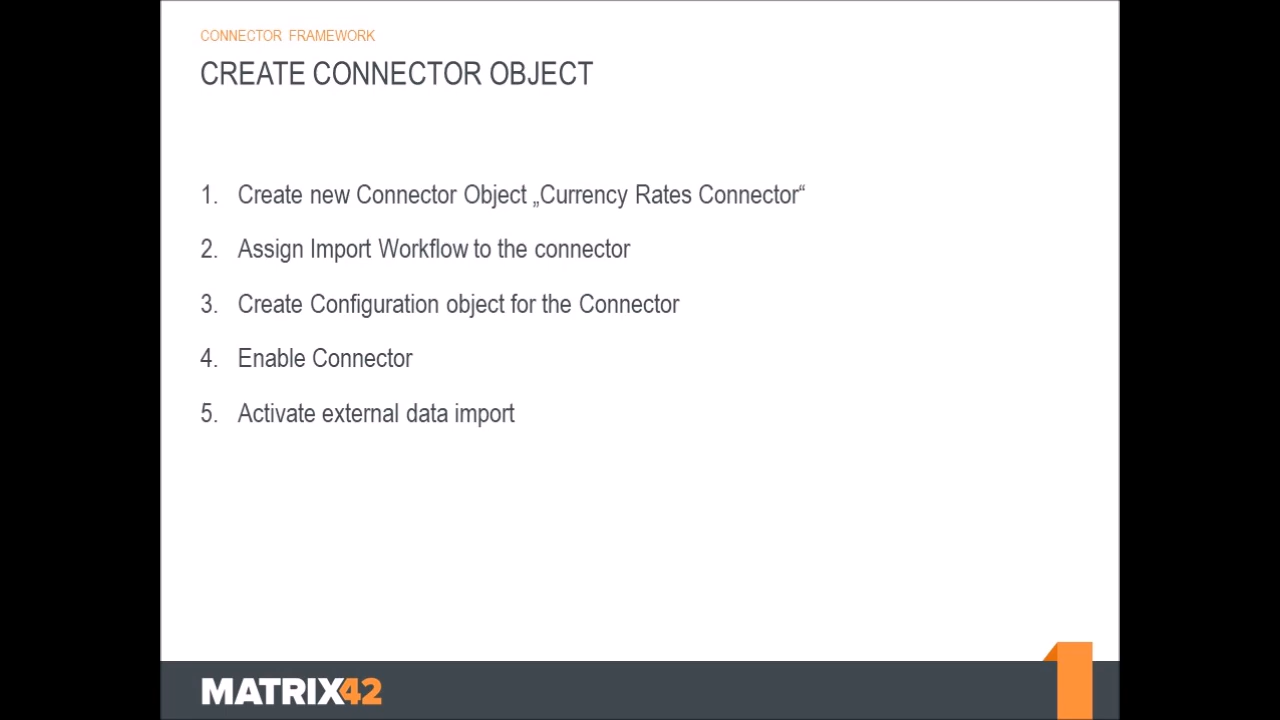 CONNECTOR FRAMEWORK
CREATE CONNECTOR OBJECT
1. Create new Connector Object „Currency Rates Connector“
2. Assign Import Workflow to the connector
3. Create Configuration object for the Connector
4. Enable Connector
5. Activate external data import
MATRIX42